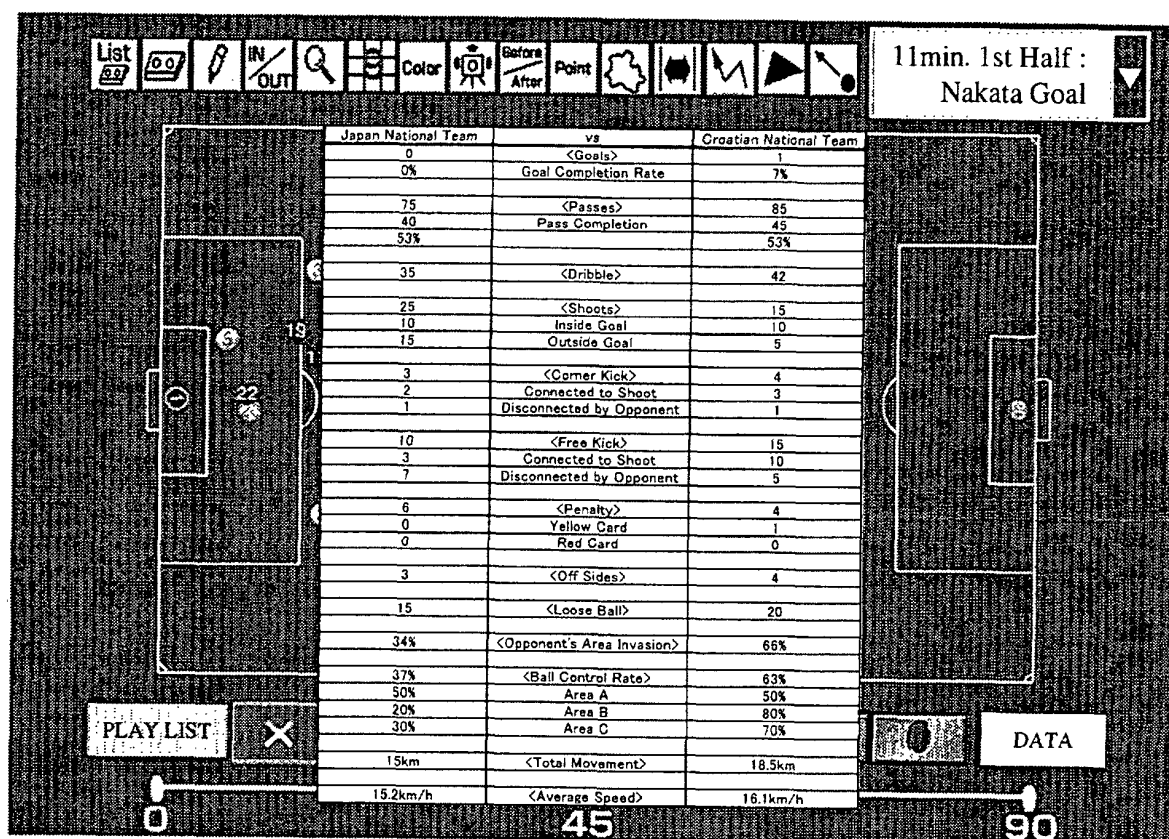 List
IN/OUT
Color
Before/After
Point
11min. 1st Half :
Nakata Goal
Japan National Team vs Croatian National Team
0 <Goals> 1
0% Goal Completion Rate 7%
75 <Passes> 85
40 Pass Completion 45
53% 53%
35 <Dribble> 42
25 <Shoots> 15
10 Inside Goal 10
15 Outside Goal 5
3 <Corner Kick> 4
2 Connected to Shoot 3
1 Disconnected by Opponent 1
10 <Free Kick> 15
3 Connected to Shoot 10
7 Disconnected by Opponent 5
6 <Penalty> 4
0 Yellow Card 1
0 Red Card 0
3 <Off Sides> 4
15 <Loose Ball> 20
34% <Opponent's Area Invasion> 66%
37% <Ball Control Rate> 63%
50% Area A 50%
20% Area B 80%
30% Area C 70%
15km <Total Movement> 18.5km
15.2km/h <Average Speed> 16.1km/h
19
1
22
1
PLAY LIST
DATA
0 45 90